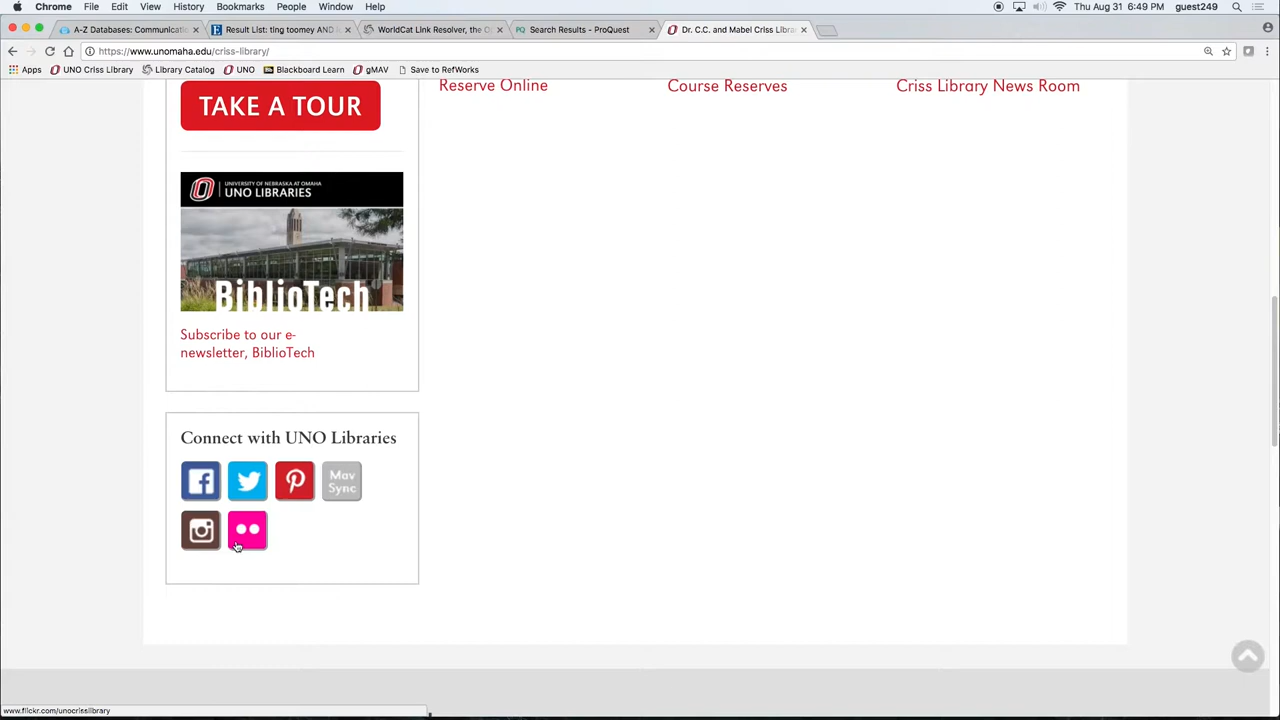 Chrome File Edit View History Bookmarks People Window Help Thu Aug 31 6:49 PM guest249
A-Z Databases: Communicati × Result List: ting toomey AND × WorldCat Link Resolver, the O × Search Results - ProQuest × Dr. C.C. and Mabel Criss Libra ×
https://www.unomaha.edu/criss-library/
Apps UNO Criss Library Library Catalog UNO Blackboard Learn gMAV Save to RefWorks
Reserve Online Course Reserves Criss Library News Room
TAKE A TOUR
UNIVERSITY OF NEBRASKA AT OMAHA
UNO LIBRARIES
BiblioTech
Subscribe to our e-
newsletter, BiblioTech
Connect with UNO Libraries
Mav
Sync
www.flickr.com/unocrisslibrary